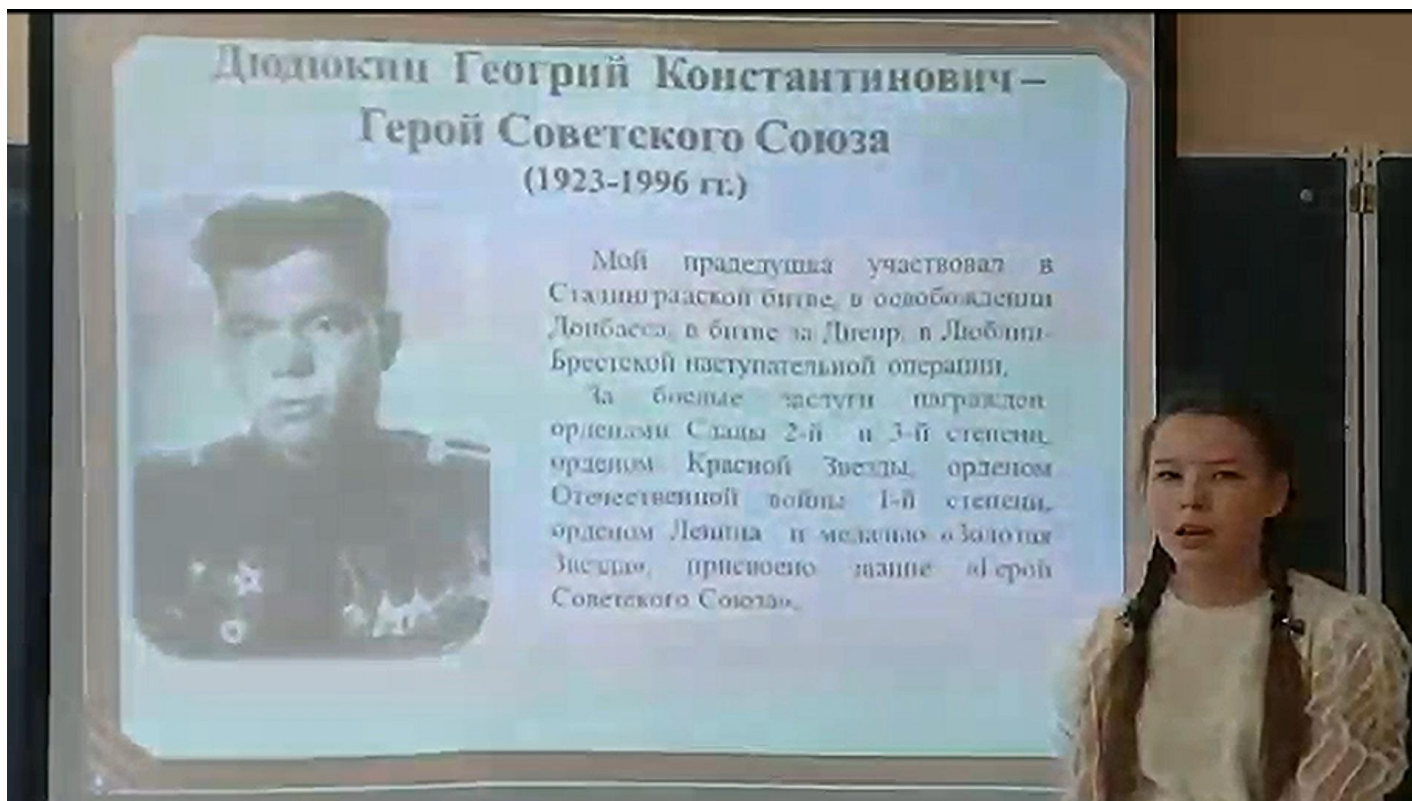 Дюдюкин Геогрий Константинович–
Герой Советского Союза
(1923-1996 гг.)
Мой прадедушка участвовал в
Сталинградской битве, в освобождении
Донбасса, в битве за Днепр, в Люблин-
Брестской наступательной операции.
За боевые заслуги награжден
орденами Славы 2-й и 3-й степени,
орденом Красной Звезды, орденом
Отечественной войны 1-й степени,
орденом Ленина и медалью «Золотая
Звезда», присвоено звание «Герой
Советского Союза».